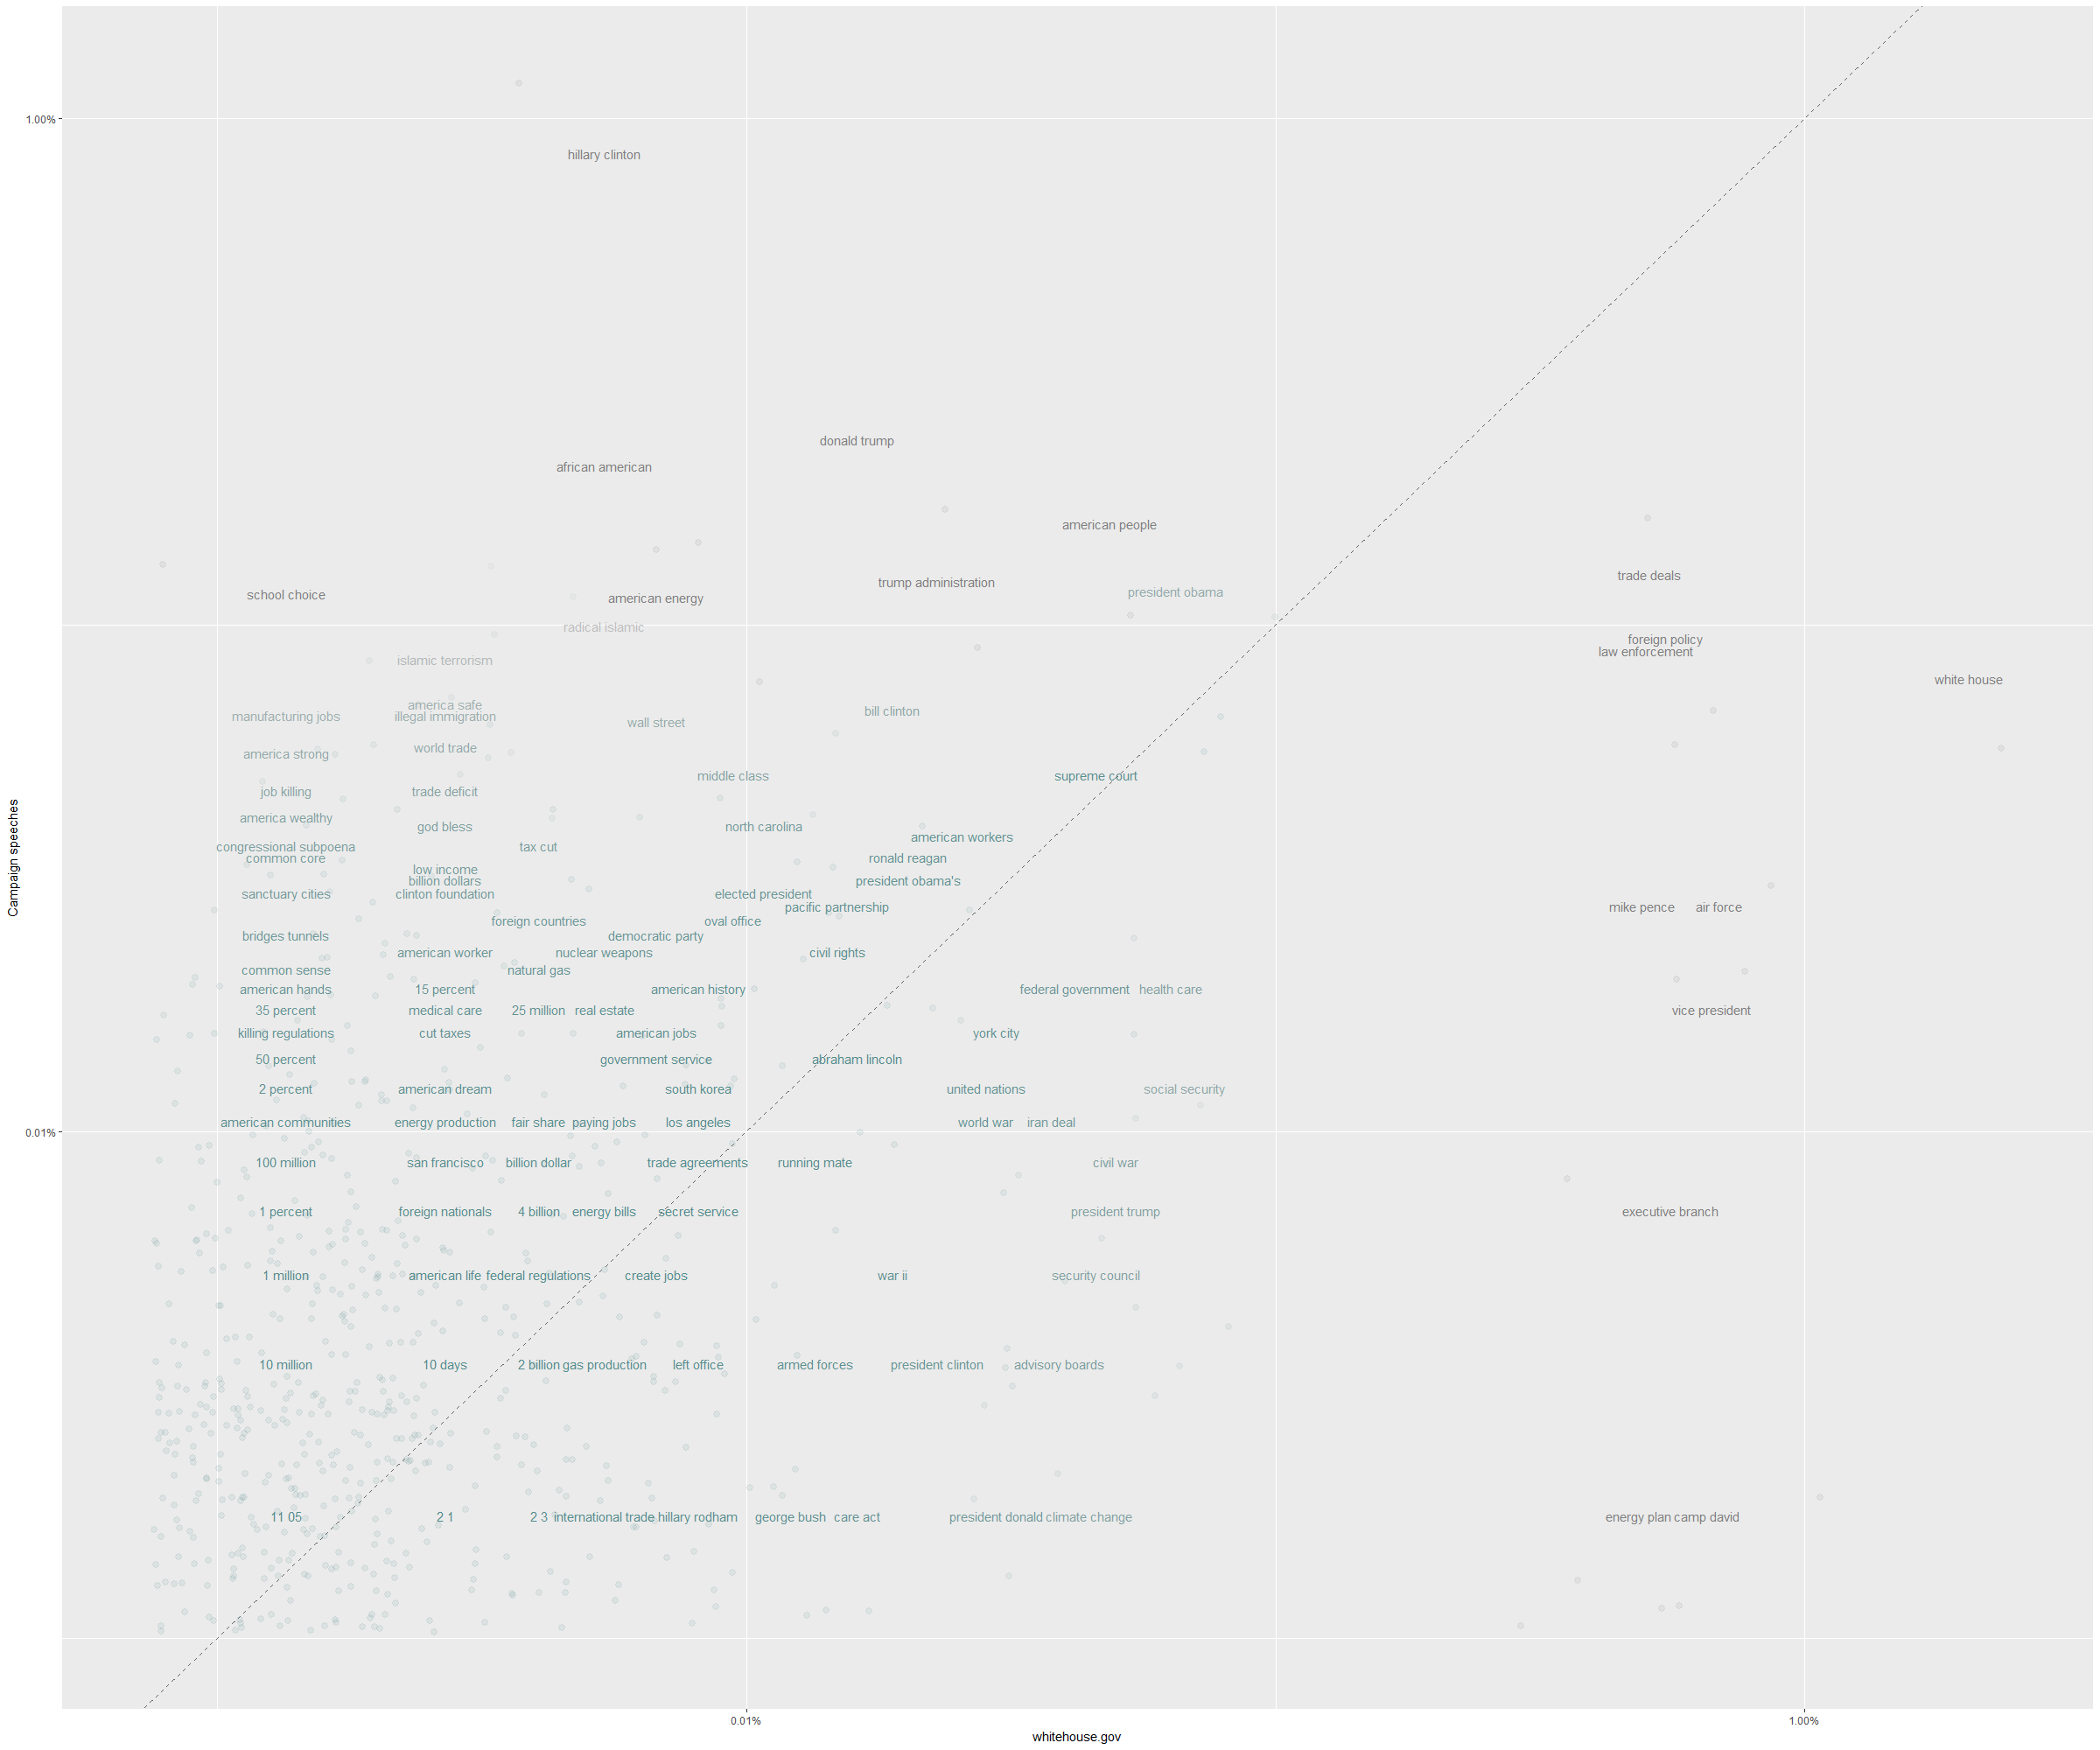 1.00%
hillary clinton
donald trump
african american
american people
trade deals
trump administration
president obama
school choice
american energy
radical islamic
foreign policy
law enforcement
islamic terrorism
white house
america safe
bill clinton
manufacturing jobs
illegal immigration
wall street
world trade
america strong
middle class
supreme court
job killing
trade deficit
america wealthy
god bless
north carolina
american workers
congressional subpoena
tax cut
common core
ronald reagan
low income
billion dollars
president obama's
sanctuary cities
clinton foundation
elected president
pacific partnership
mike pence
air force
foreign countries
oval office
bridges tunnels
democratic party
american worker
nuclear weapons
civil rights
common sense
natural gas
american hands
15 percent
american history
federal government
health care
35 percent
medical care
25 million
real estate
vice president
killing regulations
cut taxes
american jobs
york city
50 percent
government service
abraham lincoln
2 percent
american dream
south korea
united nations
social security
american communities
energy production
fair share
paying jobs
los angeles
world war
iran deal
0.01%
100 million
san francisco
billion dollar
trade agreements
running mate
civil war
1 percent
foreign nationals
4 billion
energy bills
secret service
president trump
executive branch
1 million
american life
federal regulations
create jobs
war ii
security council
10 million
10 days
2 billion
gas production
left office
armed forces
president clinton
advisory boards
11 05
2 1
2 3
international trade
hillary rodham
george bush
care act
president donald
climate change
energy plan
camp david
0.01%
1.00%
whitehouse.gov
Campaign speeches